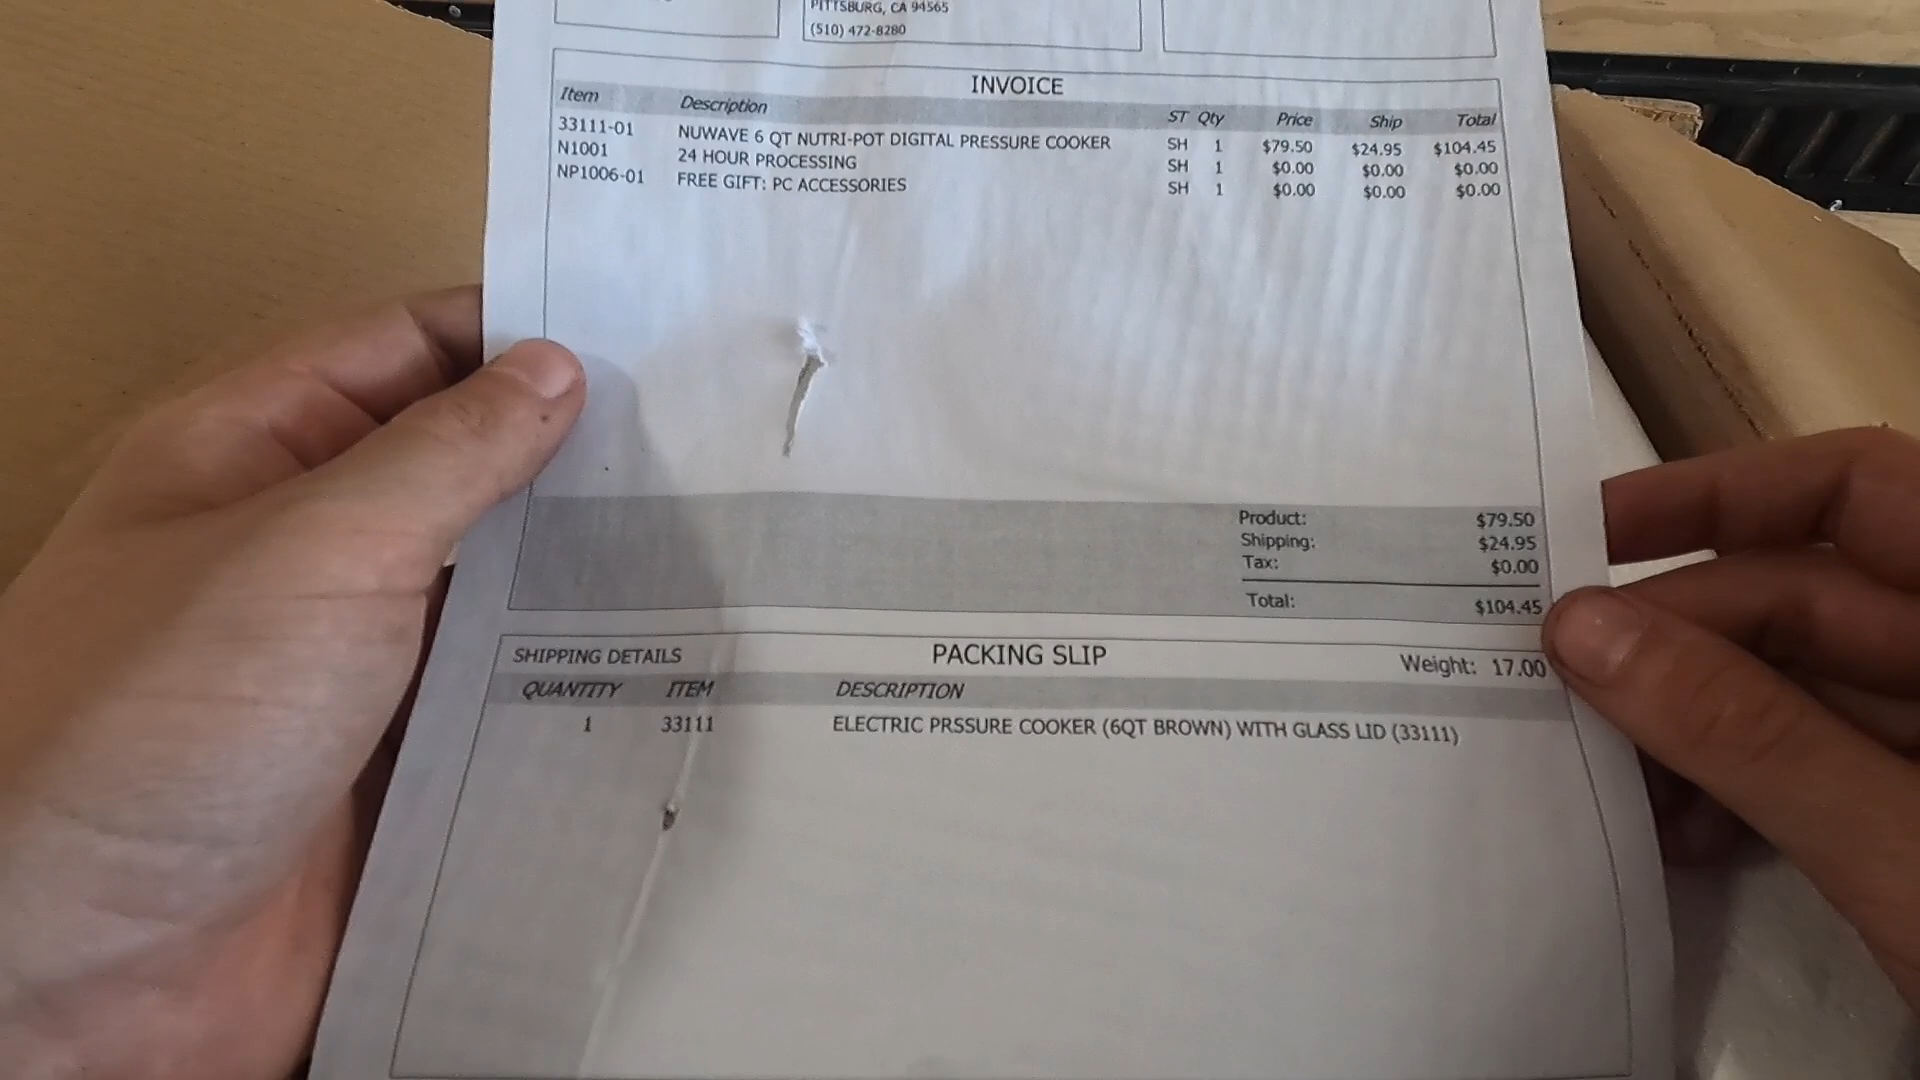 PITTSBURG, CA 94565
(510) 472-8280
INVOICE
Item Description ST Qty Price Ship Total
33111-01 NUWAVE 6 QT NUTRI-POT DIGITAL PRESSURE COOKER SH 1 $79.50 $24.95 $104.45
N1001 24 HOUR PROCESSING SH 1 $0.00 $0.00 $0.00
NP1006-01 FREE GIFT: PC ACCESSORIES SH 1 $0.00 $0.00 $0.00
Product: $79.50
Shipping: $24.95
Tax: $0.00
Total: $104.45
SHIPPING DETAILS PACKING SLIP Weight: 17.00
QUANTITY ITEM DESCRIPTION
1 33111 ELECTRIC PRSSURE COOKER (6QT BROWN) WITH GLASS LID (33111)